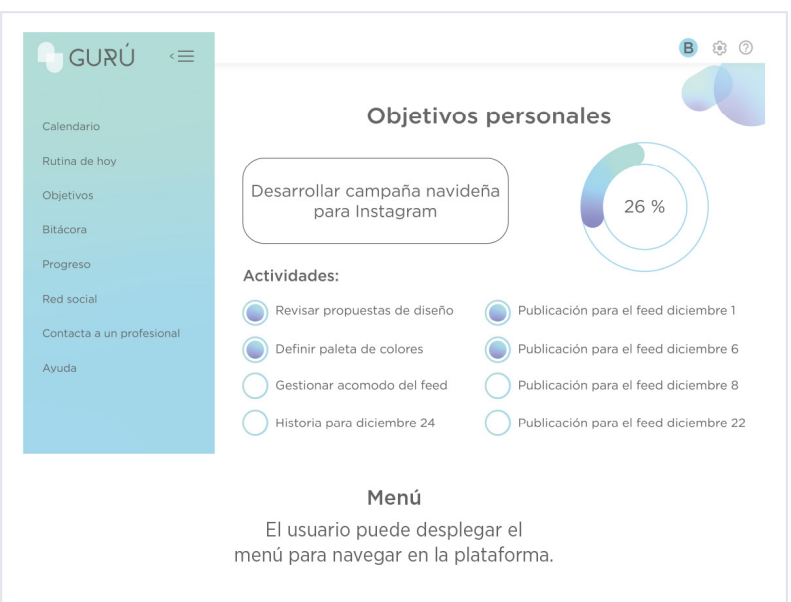 GURÚ
B
Calendario
Rutina de hoy
Objetivos
Bitácora
Progreso
Red social
Contacta a un profesional
Ayuda
Objetivos personales
Desarrollar campaña navideña
para Instagram
26 %
Actividades:
Revisar propuestas de diseño
Definir paleta de colores
Gestionar acomodo del feed
Historia para diciembre 24
Publicación para el feed diciembre 1
Publicación para el feed diciembre 6
Publicación para el feed diciembre 8
Publicación para el feed diciembre 22
Menú
El usuario puede desplegar el
menú para navegar en la plataforma.